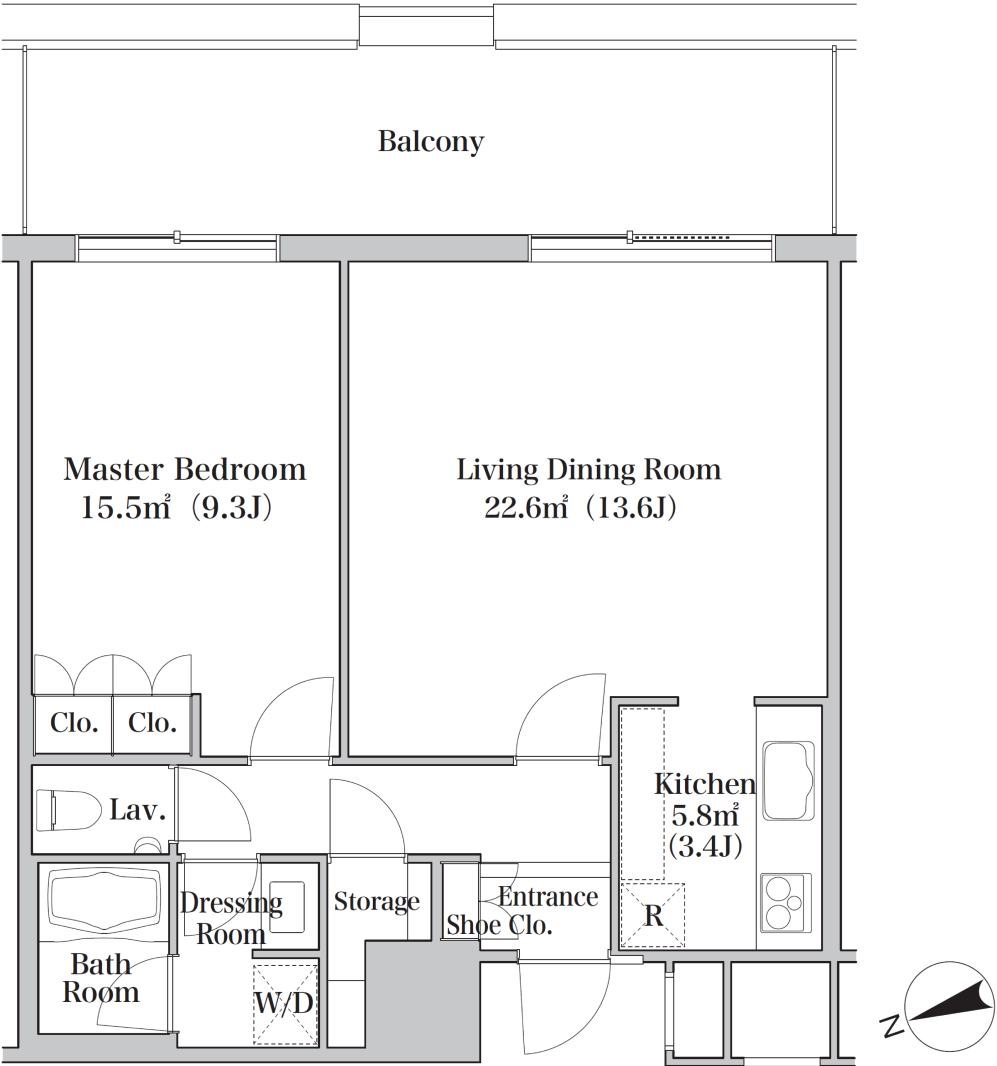 Balcony
Master Bedroom
15.5㎡ (9.3J)
Living Dining Room
22.6㎡ (13.6J)
Clo.
Clo.
Lav.
Kitchen
5.8㎡
(3.4J)
Dressing
Room
Storage
Entrance
Shoe Clo.
R
Bath
Room
W/D
N